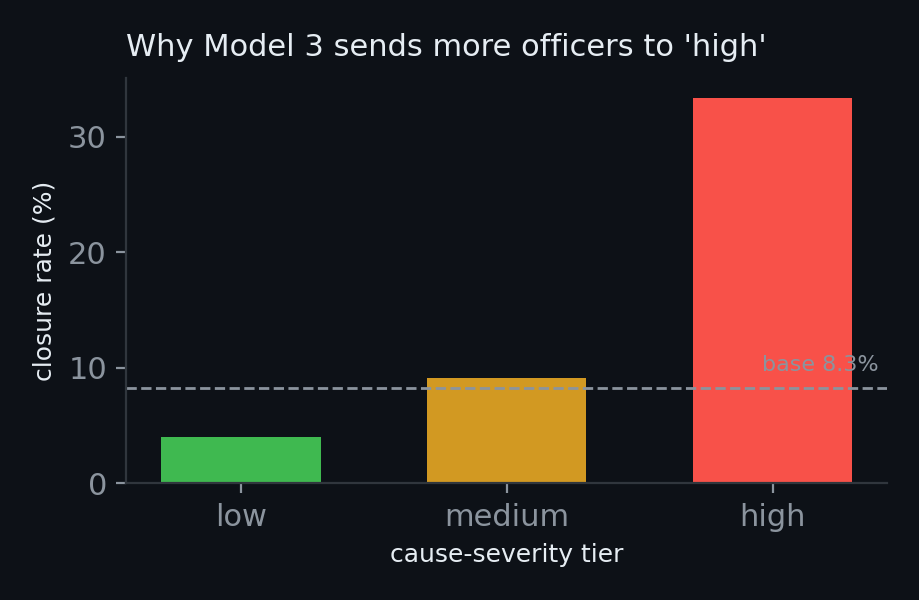 Why Model 3 sends more officers to 'high'
closure rate (%)
30
20
10
0
base 8.3%
low
medium
high
cause-severity tier